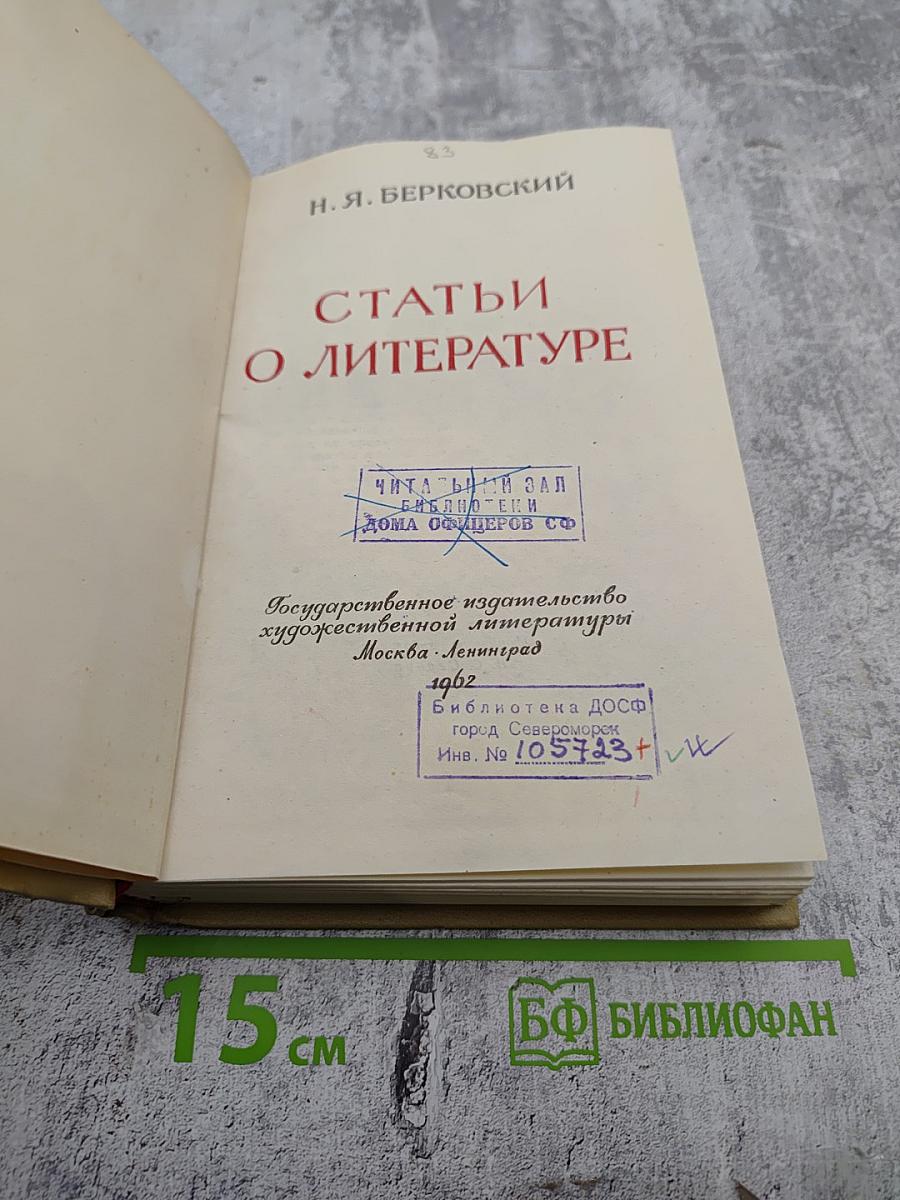 83
Н. Я. БЕРКОВСКИЙ
СТАТЬИ
О ЛИТЕРАТУРЕ
ЧИТАЛЬНЫЙ ЗАЛ
БИБЛИОТЕКИ
ДОМА ОФИЦЕРОВ СФ
Государственное издательство
художественной литературы
Москва · Ленинград
1962
Библиотека ДОСФ
город Североморск
Инв. № 105723+
15 см
БФ БИБЛИОФАН